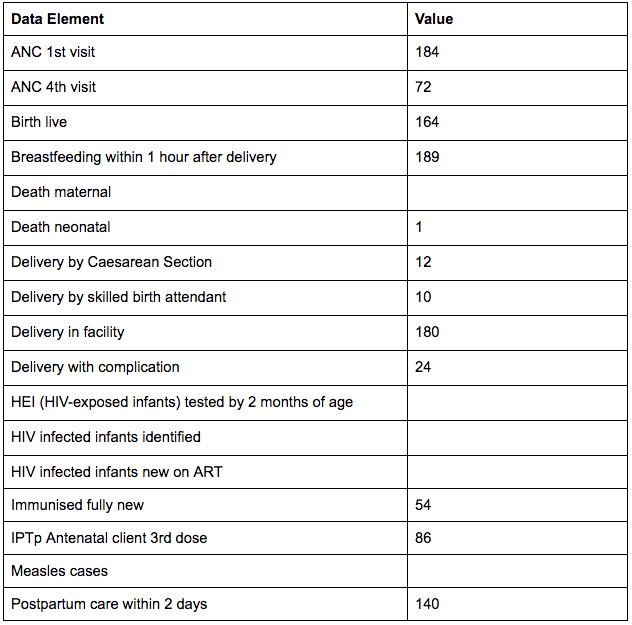 Data Element Value
ANC 1st visit 184
ANC 4th visit 72
Birth live 164
Breastfeeding within 1 hour after delivery 189
Death maternal
Death neonatal 1
Delivery by Caesarean Section 12
Delivery by skilled birth attendant 10
Delivery in facility 180
Delivery with complication 24
HEI (HIV-exposed infants) tested by 2 months of age
HIV infected infants identified
HIV infected infants new on ART
Immunised fully new 54
IPTp Antenatal client 3rd dose 86
Measles cases
Postpartum care within 2 days 140